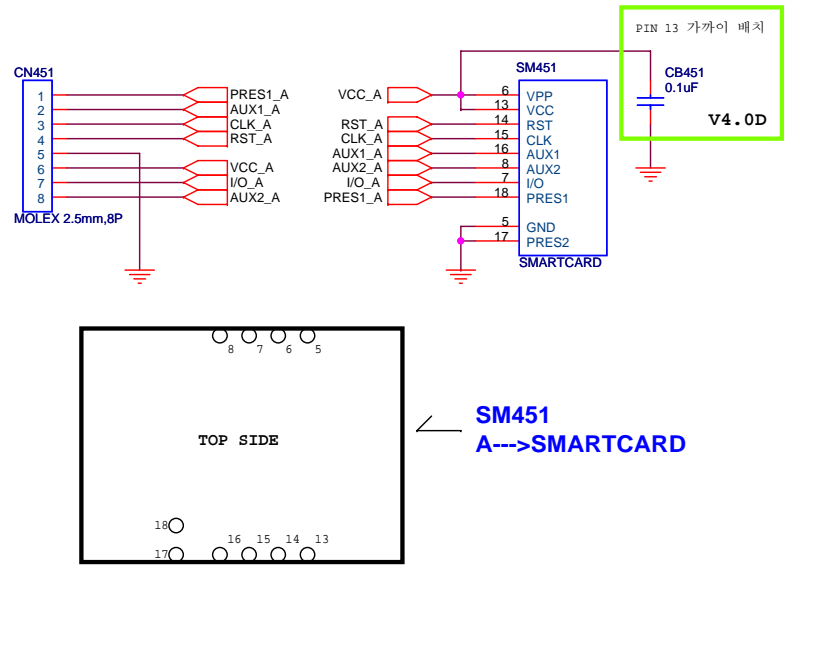 PIN 13 가까이 배치
CB451
0.1uF
V4.0D
CN451
1
2
3
4
5
6
7
8
MOLEX 2.5mm,8P
PRES1_A
AUX1_A
CLK_A
RST_A
VCC_A
I/O_A
AUX2_A
VCC_A
RST_A
CLK_A
AUX1_A
AUX2_A
I/O_A
PRES1_A
SM451
6 VPP
13 VCC
14 RST
15 CLK
16 AUX1
8 AUX2
7 I/O
18 PRES1
5 GND
17 PRES2
SMARTCARD
8 7 6 5
TOP SIDE
18
16 15 14 13
17
SM451
A--->SMARTCARD